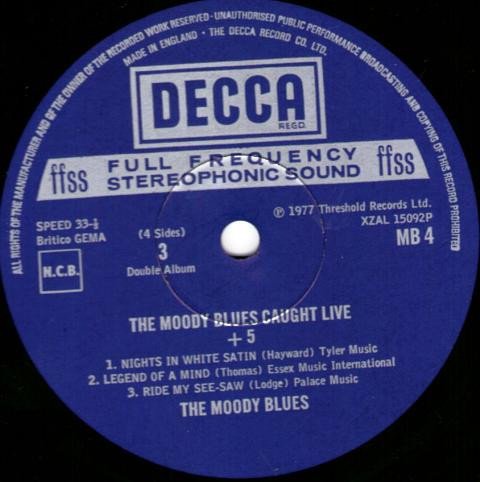 ALL RIGHTS OF THE MANUFACTURER AND OF THE OWNER OF THE RECORDED WORK RESERVED · UNAUTHORISED PUBLIC PERFORMANCE BROADCASTING AND COPYING OF THIS RECORD PROHIBITED
MADE IN ENGLAND · THE DECCA RECORD CO. LTD.
DECCA
REGD.
ffss FULL FREQUENCY ffss
STEREOPHONIC SOUND
SPEED 33-⅓
Britico GEMA
N.C.B.
(4 Sides)
3
Double Album
℗ 1977 Threshold Records Ltd.
XZAL 15092P
MB 4
THE MOODY BLUES CAUGHT LIVE
+ 5
1. NIGHTS IN WHITE SATIN (Hayward) Tyler Music
2. LEGEND OF A MIND (Thomas) Essex Music International
3. RIDE MY SEE-SAW (Lodge) Palace Music
THE MOODY BLUES